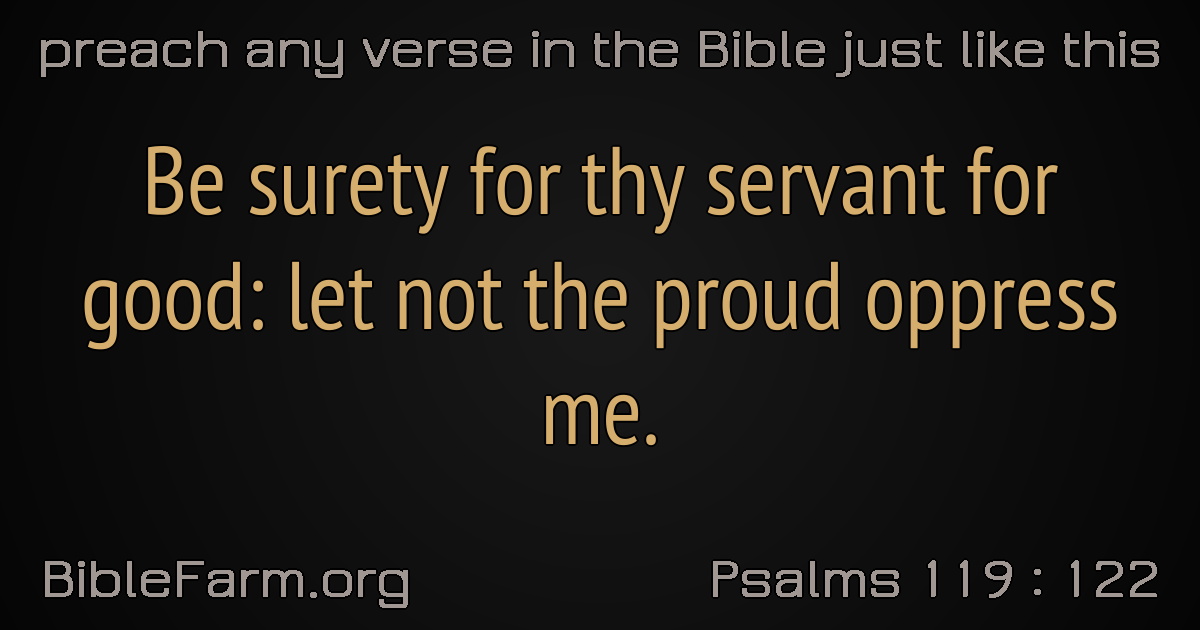 preach any verse in the Bible just like this
Be surety for thy servant for
good: let not the proud oppress
me.
BibleFarm.org
Psalms 119 : 122